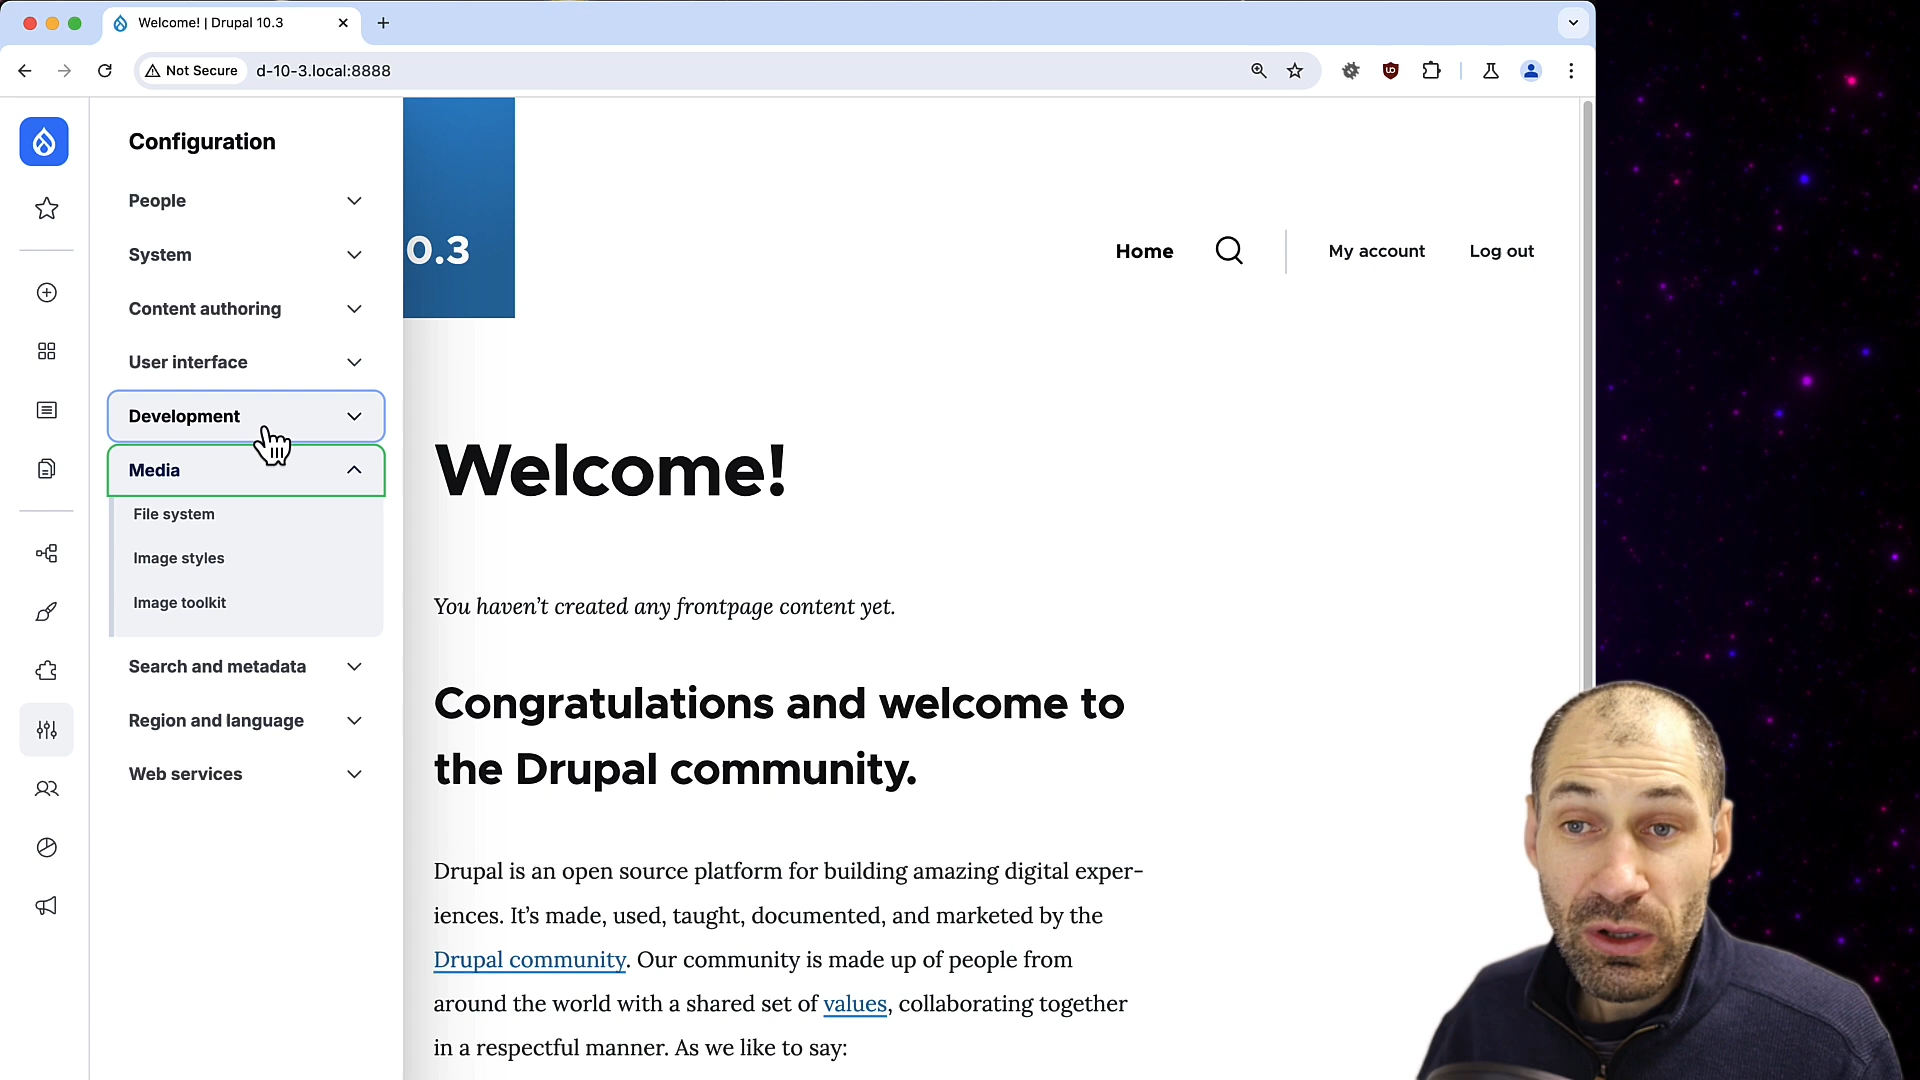 Welcome! | Drupal 10.3
Not Secure
d-10-3.local:8888
Configuration
People
System
Content authoring
User interface
Development
Media
File system
Image styles
Image toolkit
Search and metadata
Region and language
Web services
0.3
Home
My account
Log out
Welcome!
You haven’t created any frontpage content yet.
Congratulations and welcome to
the Drupal community.
Drupal is an open source platform for building amazing digital exper-
iences. It’s made, used, taught, documented, and marketed by the
Drupal community. Our community is made up of people from
around the world with a shared set of values, collaborating together
in a respectful manner. As we like to say: